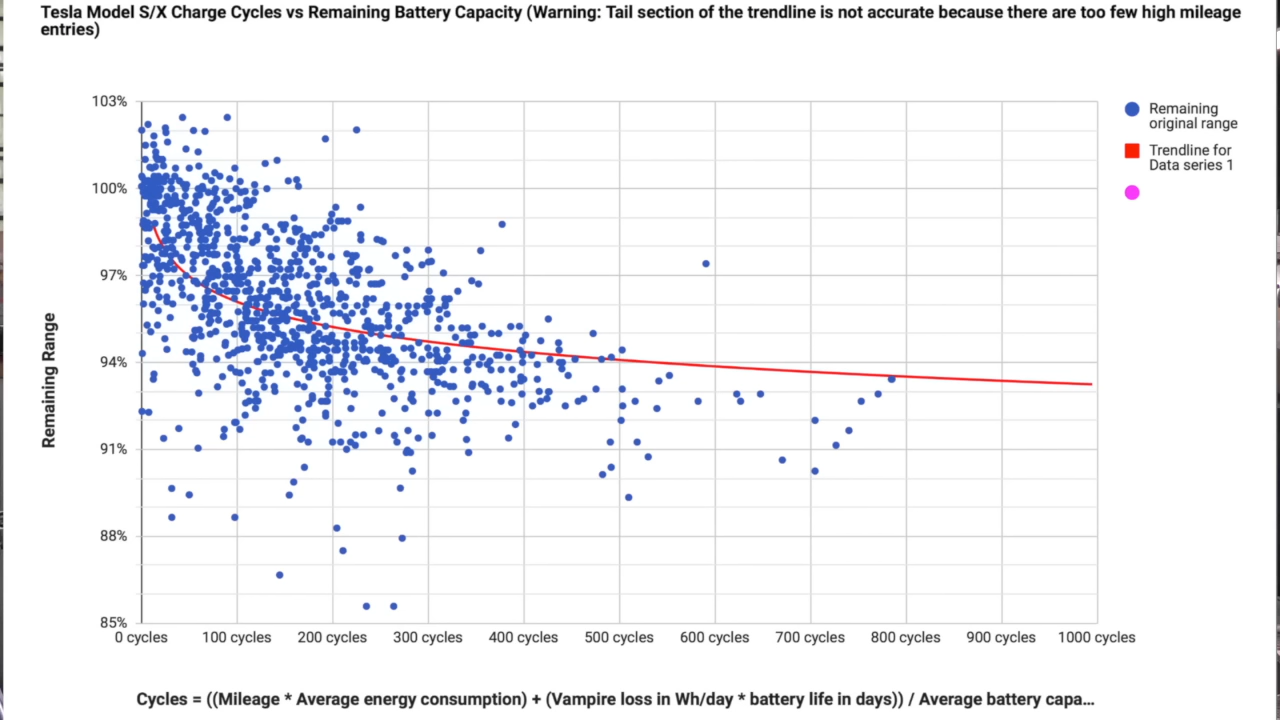 Tesla Model S/X Charge Cycles vs Remaining Battery Capacity (Warning: Tail section of the trendline is not accurate because there are too few high mileage
entries)
103%
100%
97%
94%
91%
88%
85%
Remaining Range
0 cycles
100 cycles
200 cycles
300 cycles
400 cycles
500 cycles
600 cycles
700 cycles
800 cycles
900 cycles
1000 cycles
Remaining
original range
Trendline for
Data series 1
Cycles = ((Mileage * Average energy consumption) + (Vampire loss in Wh/day * battery life in days)) / Average battery capa...